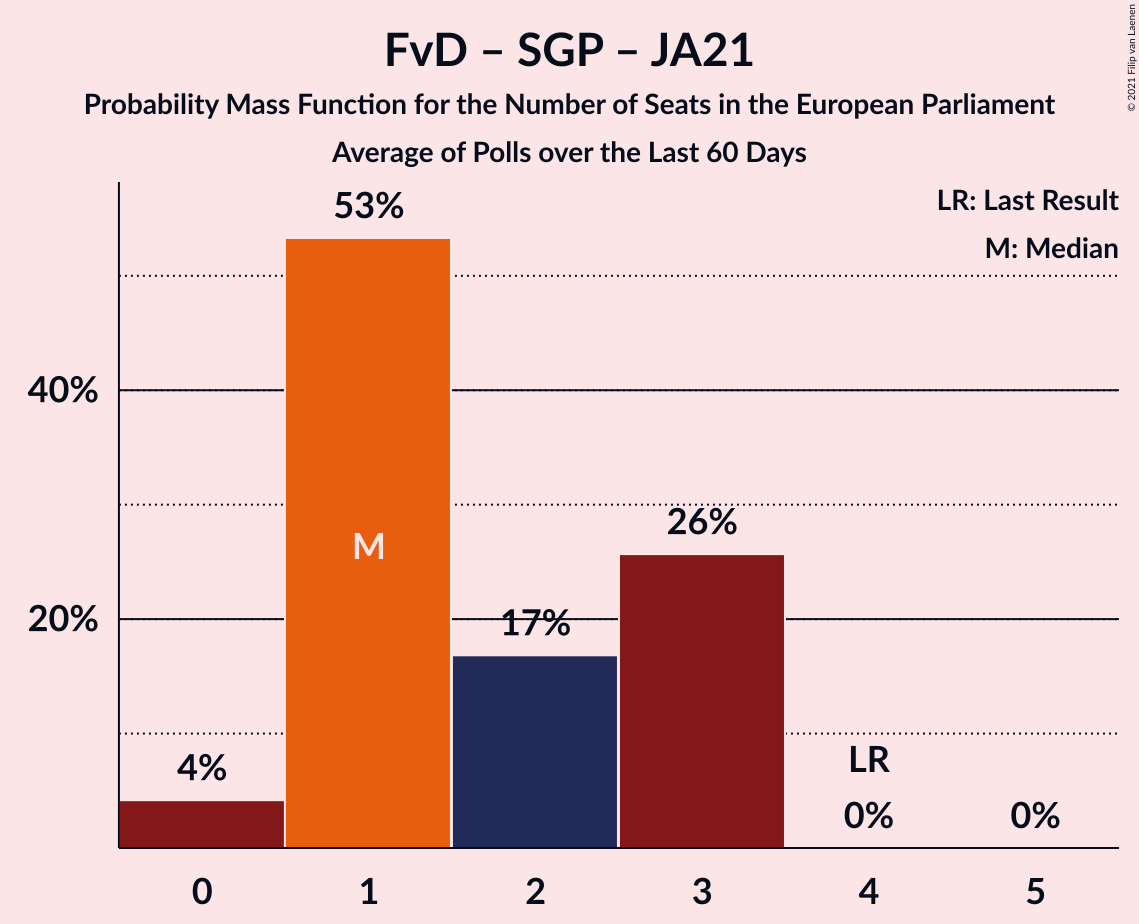 FvD – SGP – JA21
Probability Mass Function for the Number of Seats in the European Parliament
Average of Polls over the Last 60 Days
© 2021 Filip van Laenen
LR: Last Result
M: Median
53%
40%
M
26%
20%
17%
4%
LR
0%
0%
0 1 2 3 4 5